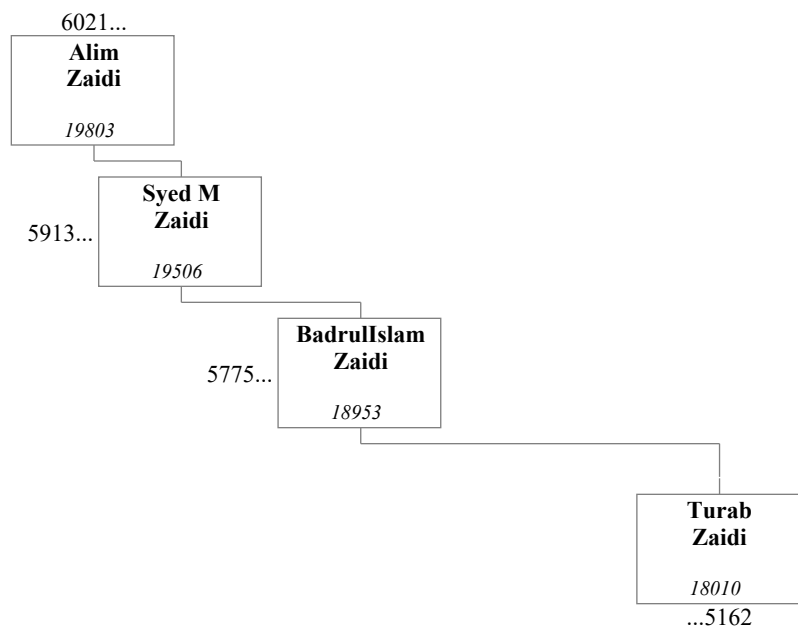 6021...
Alim
Zaidi
19803
Syed M
Zaidi
5913...
19506
BadrulIslam
Zaidi
5775...
18953
Turab
Zaidi
18010
...5162